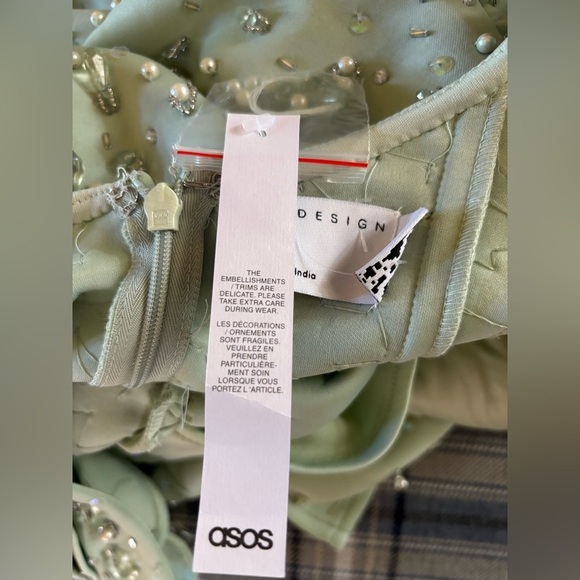 DESIGN
India
THE
EMBELLISHMENTS
/ TRIMS ARE
DELICATE. PLEASE
TAKE EXTRA CARE
DURING WEAR.
LES DÉCORATIONS
/ ORNEMENTS
SONT FRAGILES.
VEUILLEZ EN
PRENDRE
PARTICULIÈRE-
MENT SOIN
LORSQUE VOUS
PORTEZ L 'ARTICLE.
asos